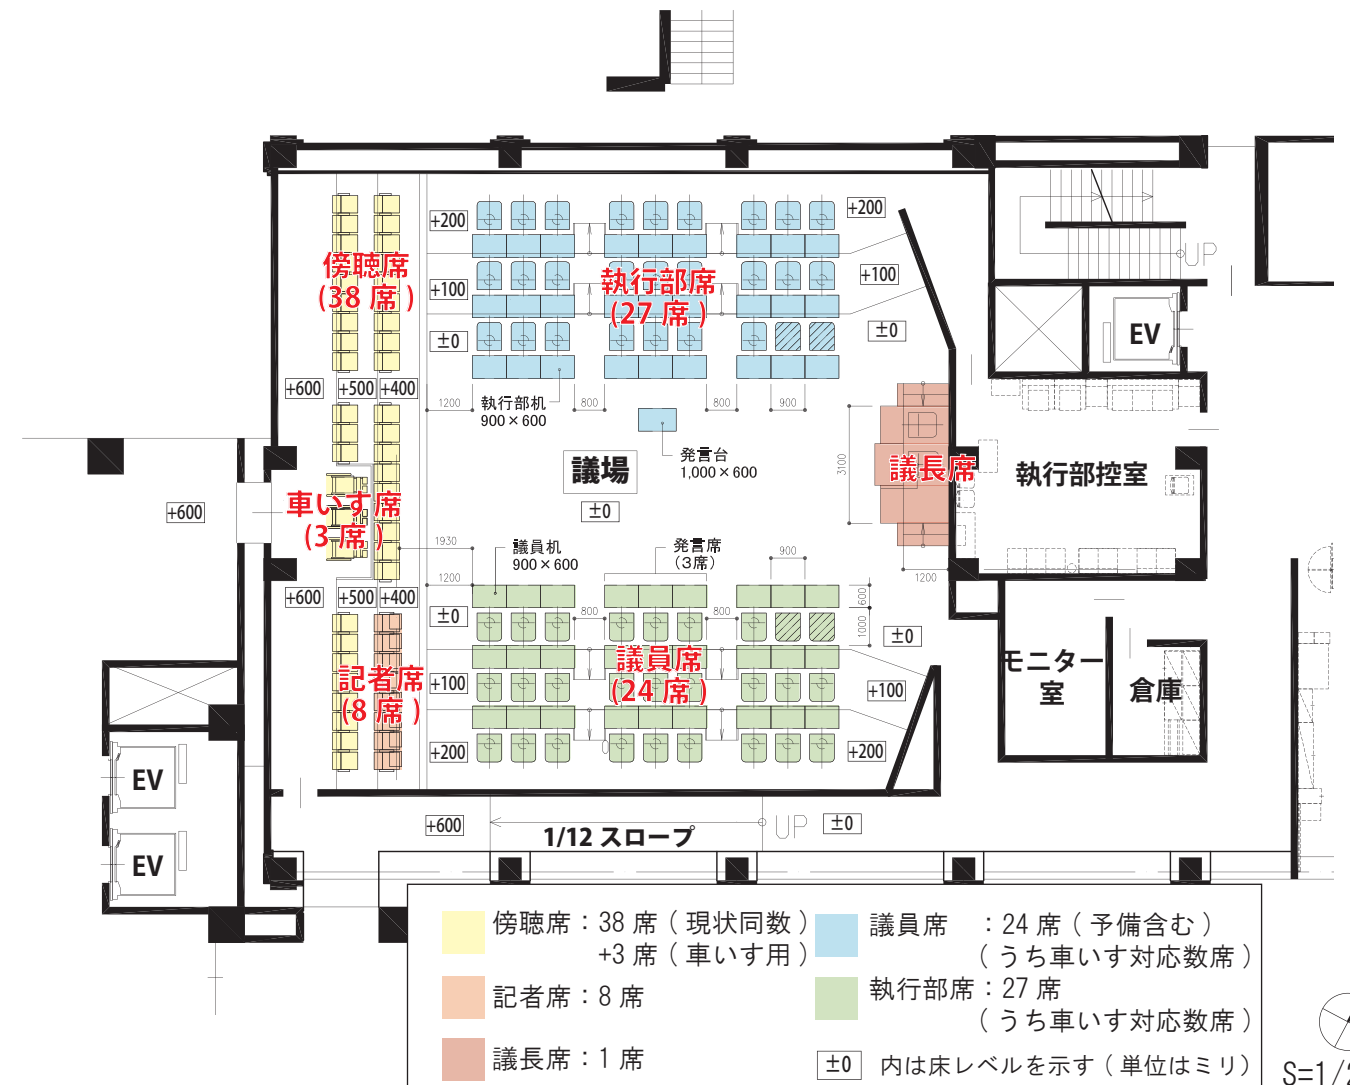 +200
+200
傍聴席
(38 席 )
+100
執行部席
(27 席 )
+100
±0
±0
UP
EV
+600
+500
+400
1200
執行部机
900×600
800
800
900
発言台
1,000×600
議場
±0
3100
議長席
執行部控室
+600
車いす席
(3 席 )
1930
議員机
900×600
発言席
(3席)
900
1200
+600
+500
+400
1200
±0
800
800
600
1000
±0
記者席
(8 席 )
+100
議員席
(24 席 )
+100
モニター
室
倉庫
+200
+200
EV
EV
+600
1/12 スロープ
UP
±0
傍聴席：38 席 ( 現状同数 )
+3 席 ( 車いす用 )
記者席：8 席
議長席：1 席
議員席 ：24 席 ( 予備含む )
( うち車いす対応数席 )
執行部席：27 席
( うち車いす対応数席 )
±0 内は床レベルを示す ( 単位はミリ )
S=1/2